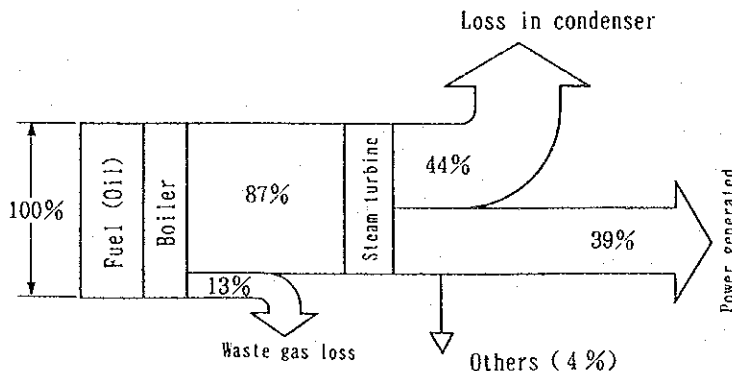 Loss in condenser
100%
Fuel (Oil)
Boiler
87%
Steam turbine
44%
39%
Power generated
13%
Waste gas loss
Others (4%)